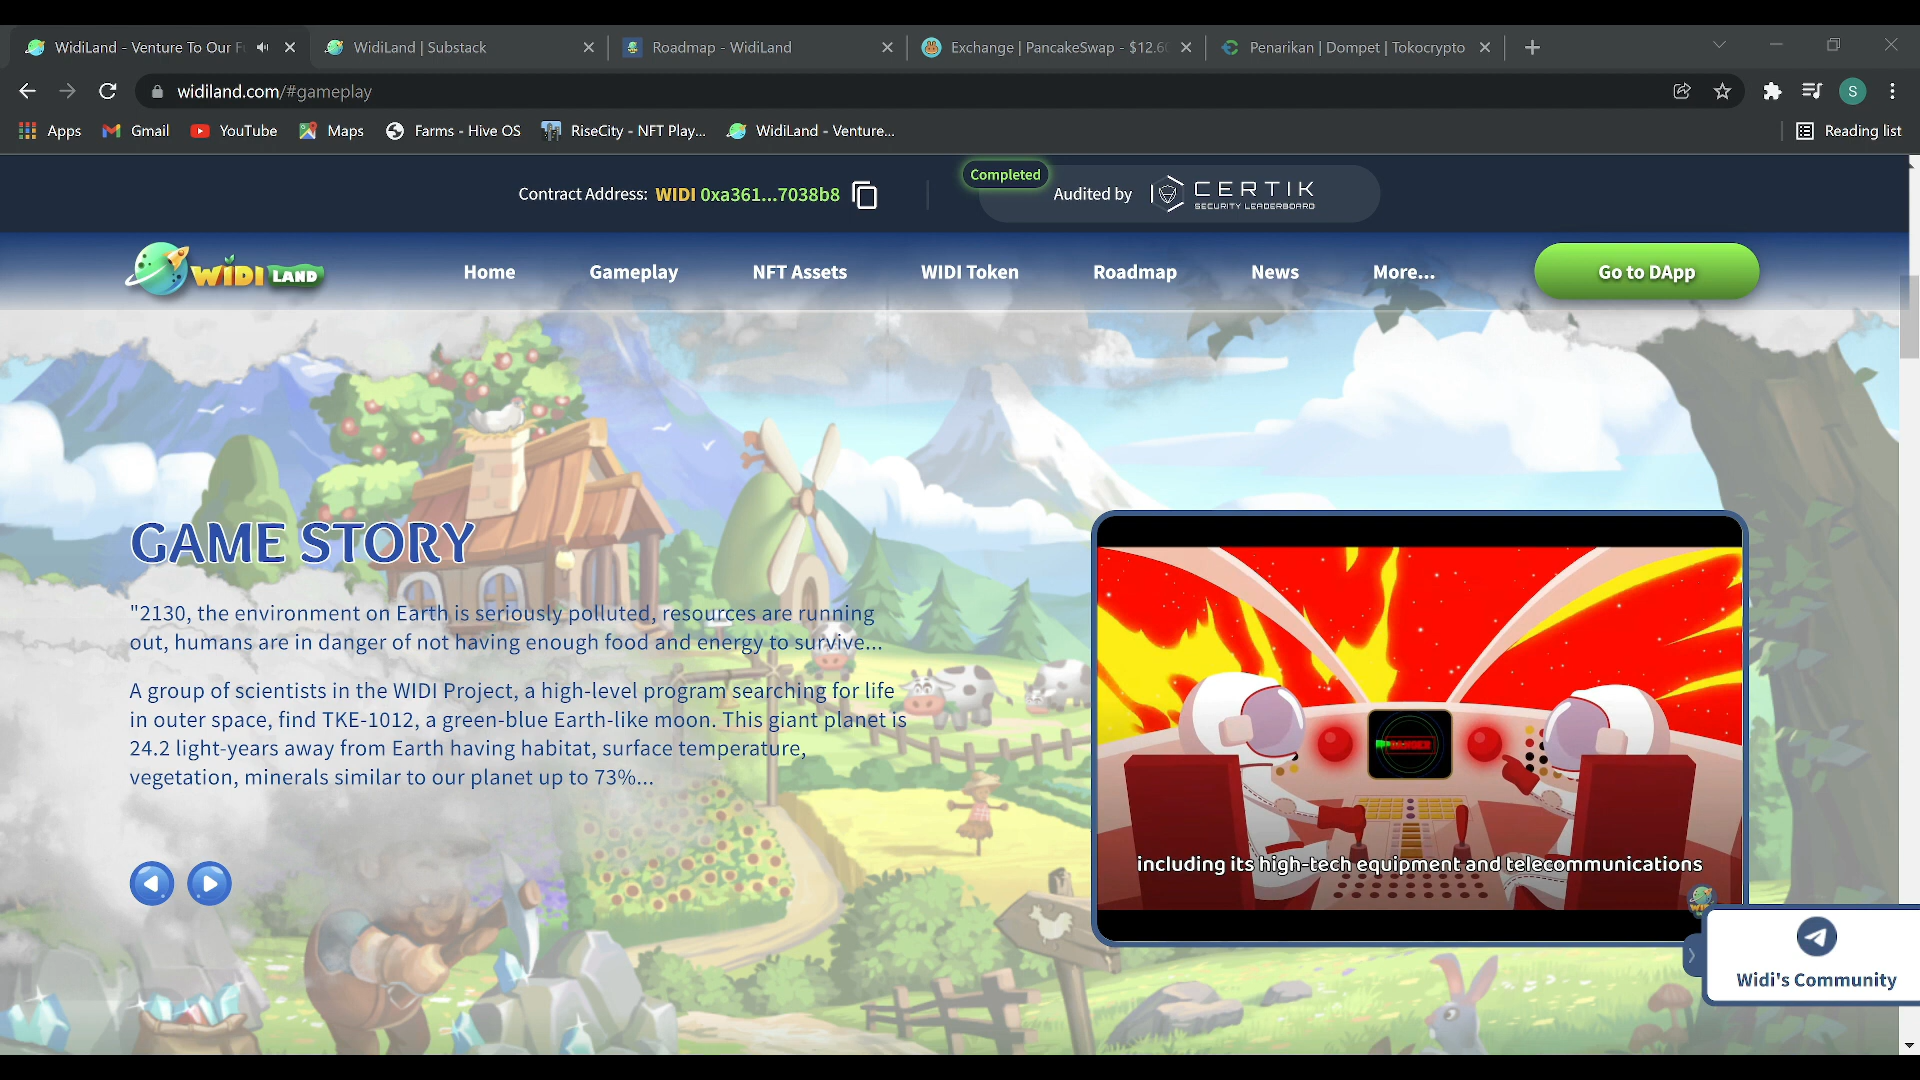 WidiLand - Venture To Our F
WidiLand | Substack
Roadmap - WidiLand
Exchange | PancakeSwap - $12.60
Penarikan | Dompet | Tokocrypto
widiland.com/#gameplay
S
Apps
Gmail
YouTube
Maps
Farms - Hive OS
RiseCity - NFT Play...
WidiLand - Venture...
Reading list
Contract Address: WIDI 0xa361...7038b8
Completed
Audited by
CERTIK
SECURITY LEADERBOARD
WIDI LAND
Home
Gameplay
NFT Assets
WIDI Token
Roadmap
News
More...
Go to DApp
GAME STORY
"2130, the environment on Earth is seriously polluted, resources are running
out, humans are in danger of not having enough food and energy to survive...
A group of scientists in the WIDI Project, a high-level program searching for life
in outer space, find TKE-1012, a green-blue Earth-like moon. This giant planet is
24.2 light-years away from Earth having habitat, surface temperature,
vegetation, minerals similar to our planet up to 73%...
DANGER
including its high-tech equipment and telecommunications
Widi's Community